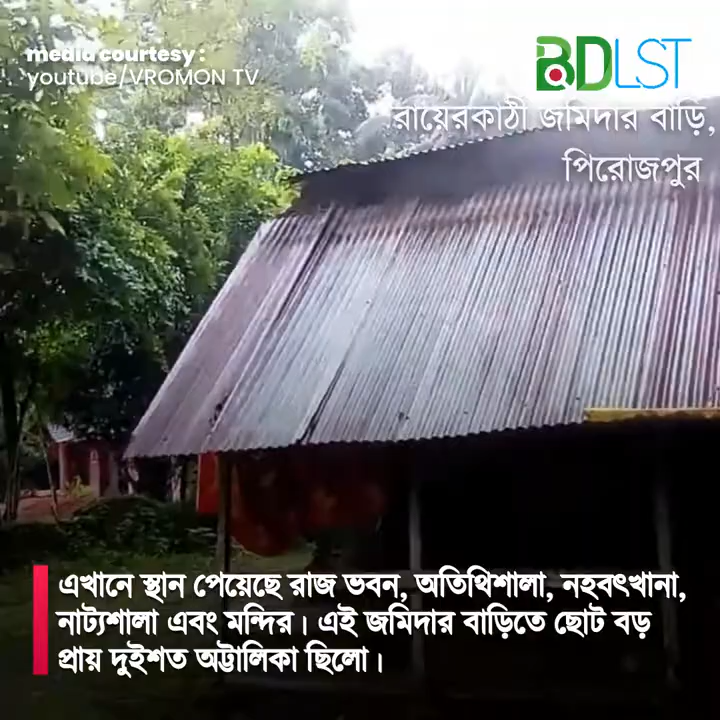 media courtesy :
youtube/VROMON TV
BDLST
রায়েরকাঠী জমিদার বাড়ি,
পিরোজপুর
এখানে স্থান পেয়েছে রাজ ভবন, অতিথিশালা, নহবৎখানা,
নাট্যশালা এবং মন্দির। এই জমিদার বাড়িতে ছোট বড়
প্রায় দুইশত অট্টালিকা ছিলো।